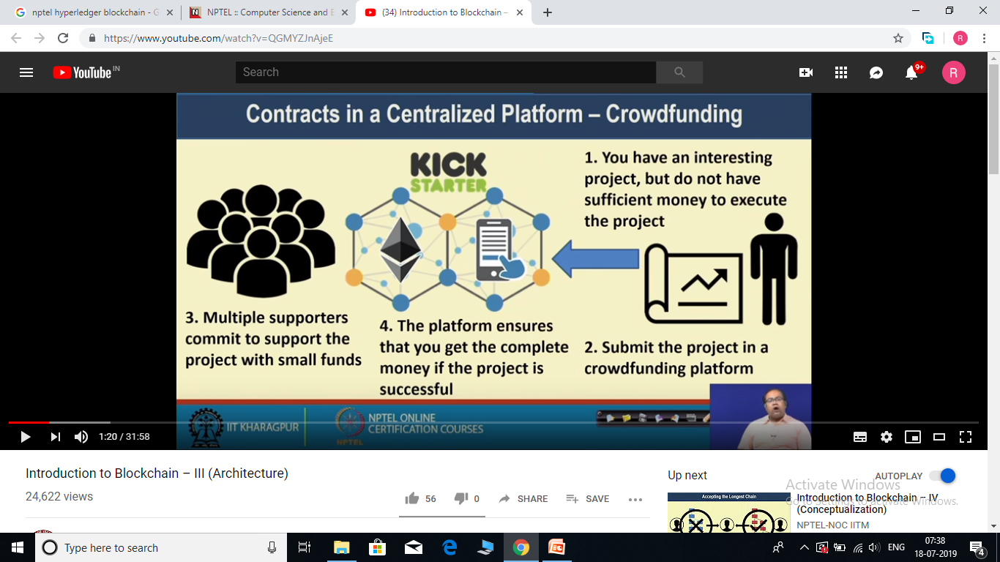 nptel hyperledger blockchain - G
NPTEL :: Computer Science and E
(34) Introduction to Blockchain –
https://www.youtube.com/watch?v=QGMYZJnAjeE
R
YouTube IN
Search
9+
R
Contracts in a Centralized Platform – Crowdfunding
KICK
STARTER
1. You have an interesting
project, but do not have
sufficient money to execute
the project
3. Multiple supporters
commit to support the
project with small funds
4. The platform ensures
that you get the complete
money if the project is
successful
2. Submit the project in a
crowdfunding platform
IIT KHARAGPUR
NPTEL
NPTEL ONLINE
CERTIFICATION COURSES
1:20 / 31:58
Introduction to Blockchain – III (Architecture)
24,622 views
56
0
SHARE
SAVE
Up next
AUTOPLAY
Accepting the Longest Chain
Introduction to Blockchain – IV
(Conceptualization)
NPTEL-NOC IITM
Activate Windows
Go to Settings to activate Windows.
Type here to search
ENG
07:38
18-07-2019
4